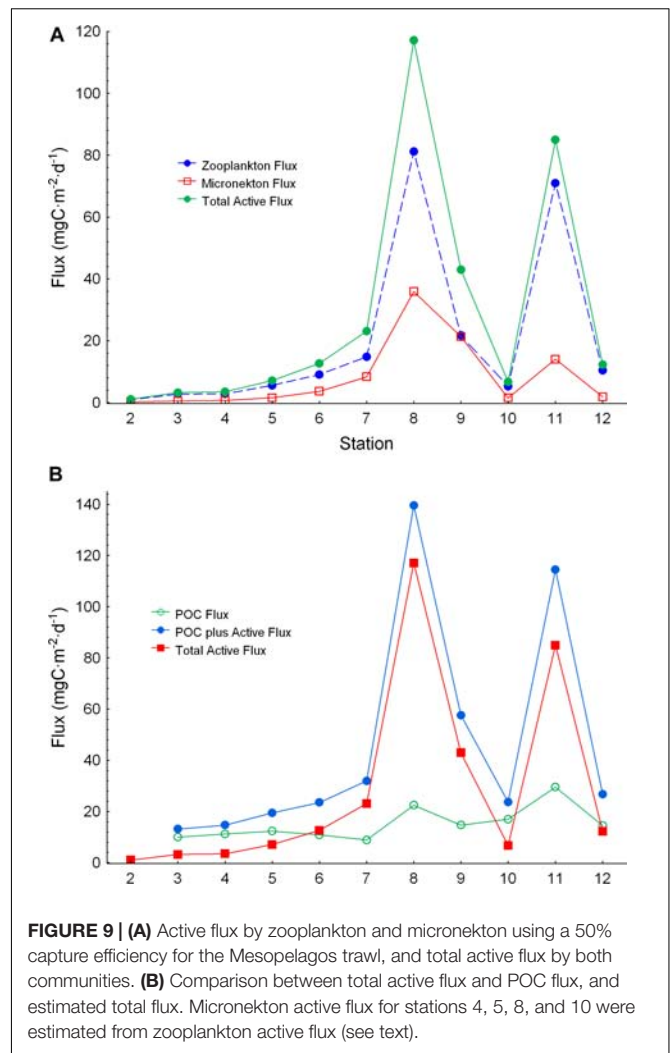 A
120
100
80
60
40
20
0
Flux (mgC·m-2·d-1)
Zooplankton Flux
Micronekton Flux
Total Active Flux
2 3 4 5 6 7 8 9 10 11 12
Station
B
140
120
100
80
60
40
20
0
Flux (mgC·m-2·d-1)
POC Flux
POC plus Active Flux
Total Active Flux
2 3 4 5 6 7 8 9 10 11 12
FIGURE 9 | (A) Active flux by zooplankton and micronekton using a 50%
capture efficiency for the Mesopelagos trawl, and total active flux by both
communities. (B) Comparison between total active flux and POC flux, and
estimated total flux. Micronekton active flux for stations 4, 5, 8, and 10 were
estimated from zooplankton active flux (see text).